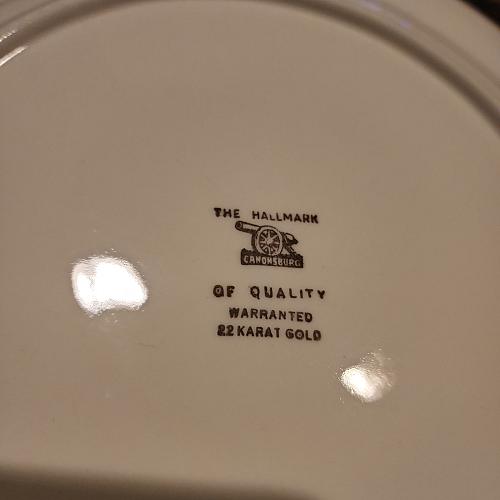 THE HALLMARK
CANONSBURG
OF QUALITY
WARRANTED
22 KARAT GOLD